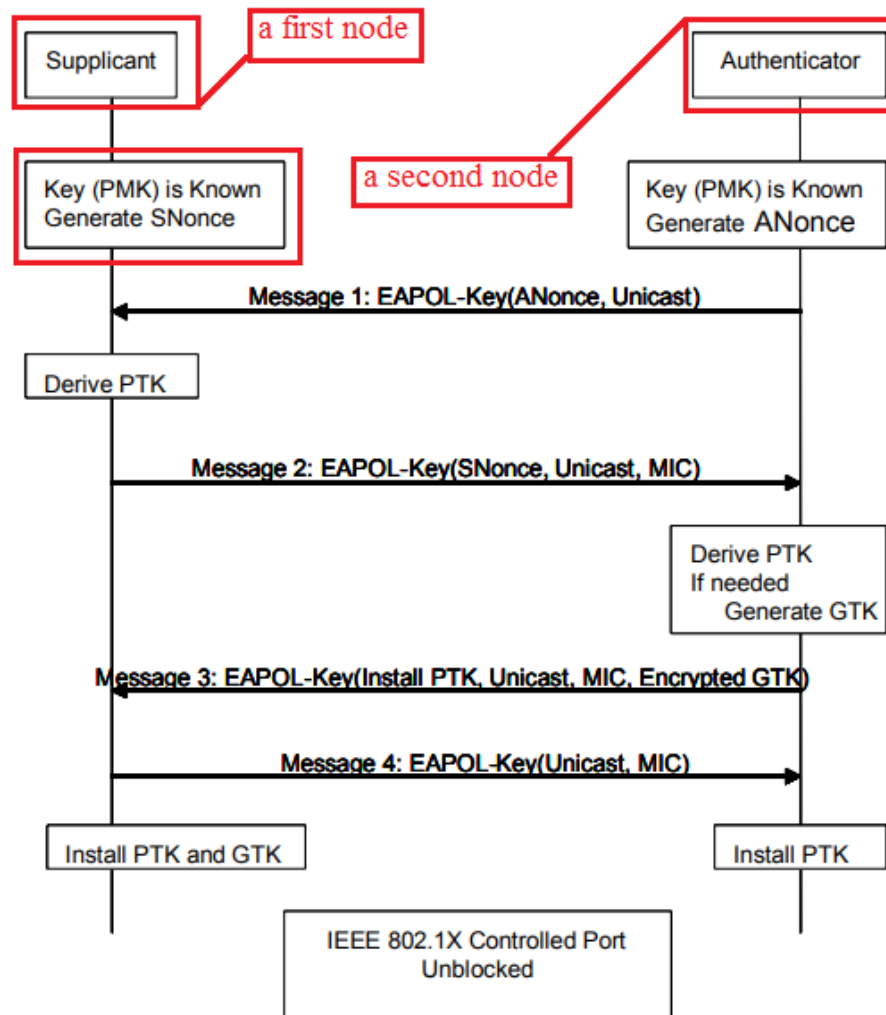 a first node
Supplicant
Authenticator
a second node
Key (PMK) is Known
Generate SNonce
Key (PMK) is Known
Generate ANonce
Message 1: EAPOL-Key(ANonce, Unicast)
Derive PTK
Message 2: EAPOL-Key(SNonce, Unicast, MIC)
Derive PTK
If needed
Generate GTK
Message 3: EAPOL-Key(Install PTK, Unicast, MIC, Encrypted GTK)
Message 4: EAPOL-Key(Unicast, MIC)
Install PTK and GTK
Install PTK
IEEE 802.1X Controlled Port
Unblocked